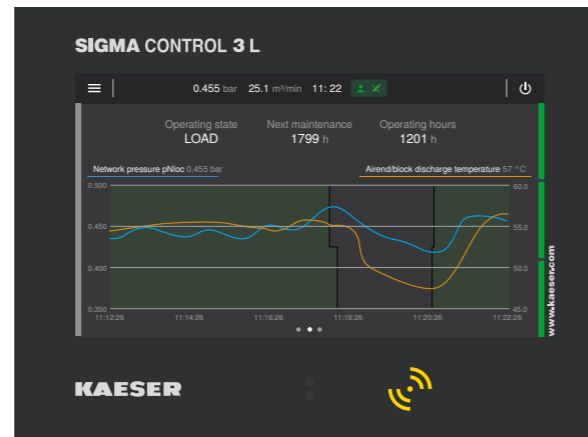 SIGMA CONTROL 3 L
0.455 bar 25.1 m³/min 11:22
Operating state Next maintenance Operating hours
LOAD 1799 h 1201 h
Network pressure pNloc 0.455 bar Airend/block discharge temperature 57 °C
0.500 60.0
0.450 55.0
0.400 50.0
0.350 45.0
11:12:26 11:14:26 11:16:26 11:18:26 11:20:26 11:22:26
www.kaeser.com
KAESER